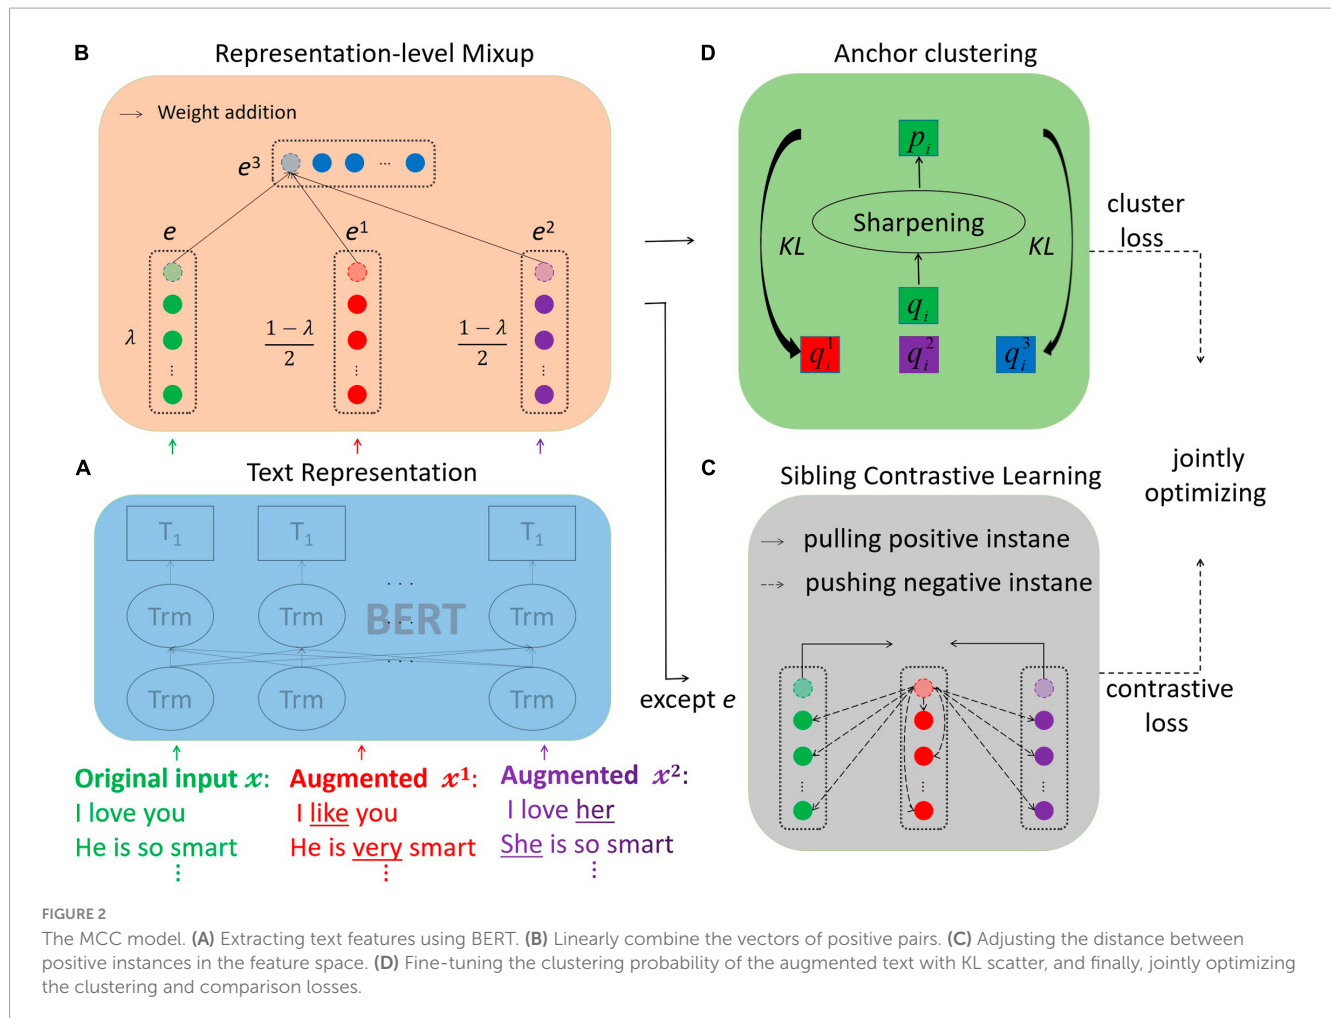 B
Representation-level Mixup
→ Weight addition
e³
e
e¹
e²
λ
1 − λ
2
1 − λ
2
D
Anchor clustering
pᵢ
Sharpening
KL
KL
qᵢ
qᵢ¹
qᵢ²
qᵢ³
cluster
loss
A
Text Representation
T₁
T₁
T₁
...
Trm
Trm
BERT
Trm
...
Trm
Trm
Trm
Original input x:
I love you
He is so smart
⋮
Augmented x¹:
I like you
He is very smart
⋮
Augmented x²:
I love her
She is so smart
⋮
except e
C
Sibling Contrastive Learning
pulling positive instane
pushing negative instane
contrastive
loss
jointly
optimizing
FIGURE 2
The MCC model. (A) Extracting text features using BERT. (B) Linearly combine the vectors of positive pairs. (C) Adjusting the distance between
positive instances in the feature space. (D) Fine-tuning the clustering probability of the augmented text with KL scatter, and finally, jointly optimizing
the clustering and comparison losses.